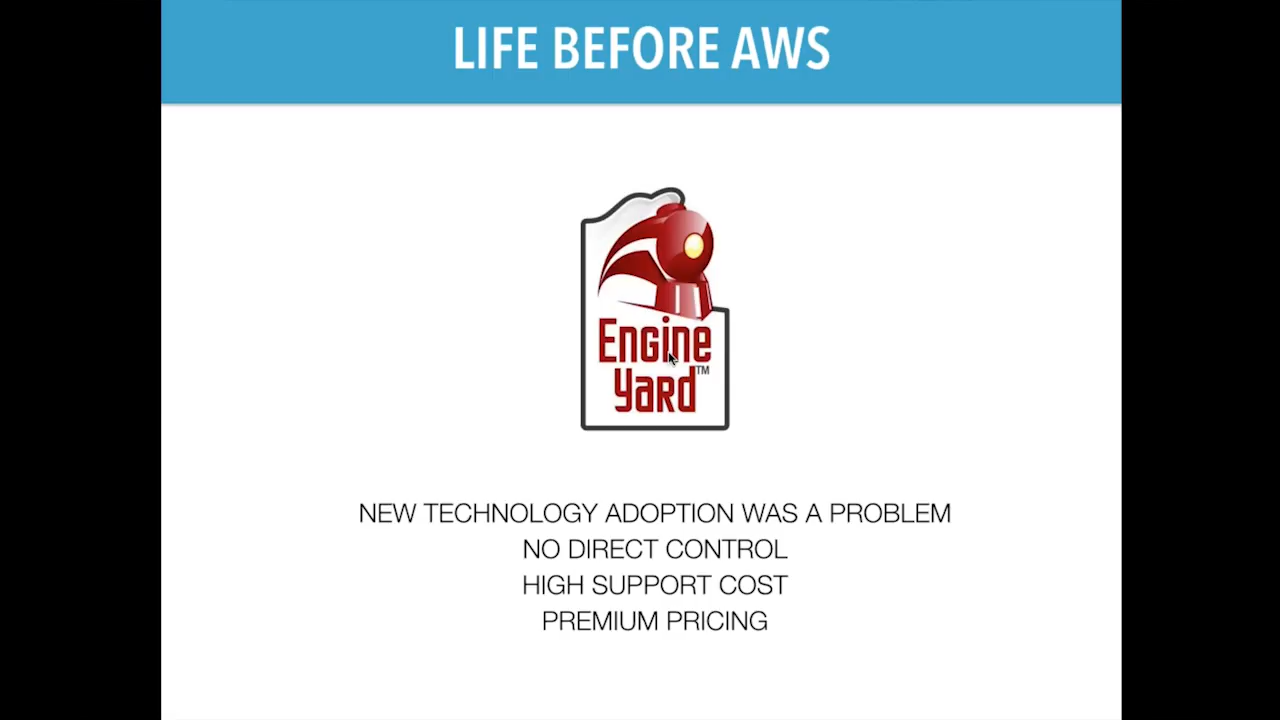 LIFE BEFORE AWS
Engine
Yard™
NEW TECHNOLOGY ADOPTION WAS A PROBLEM
NO DIRECT CONTROL
HIGH SUPPORT COST
PREMIUM PRICING